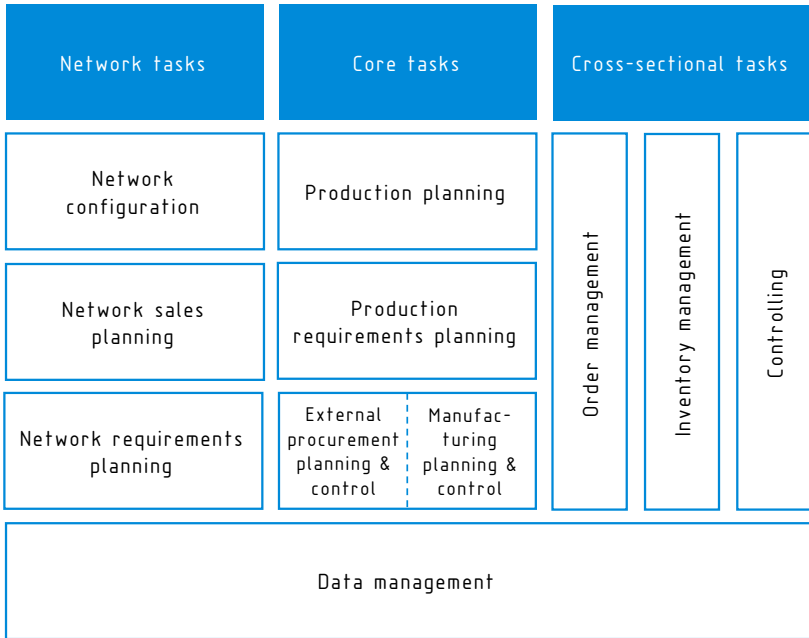 Network tasks
Core tasks
Cross-sectional tasks
Network
configuration
Production planning
Network sales
planning
Production
requirements planning
Network requirements
planning
External
procurement
planning &
control
Manufac-
turing
planning &
control
Order management
Inventory management
Controlling
Data management